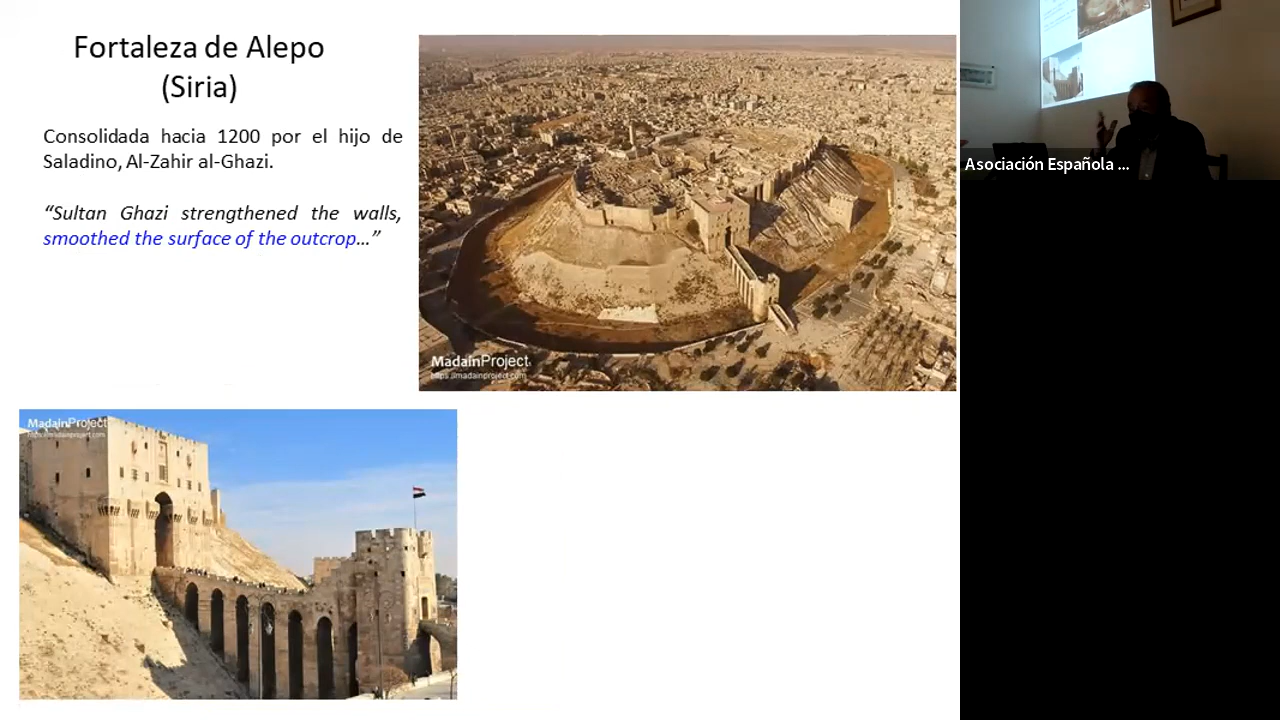 Fortaleza de Alepo
(Siria)
Consolidada hacia 1200 por el hijo de
Saladino, Al-Zahir al-Ghazi.
“Sultan Ghazi strengthened the walls,
smoothed the surface of the outcrop…”
MadainProject
https://madainproject.com
MadainProject
https://madainproject.com
Asociación Española ...